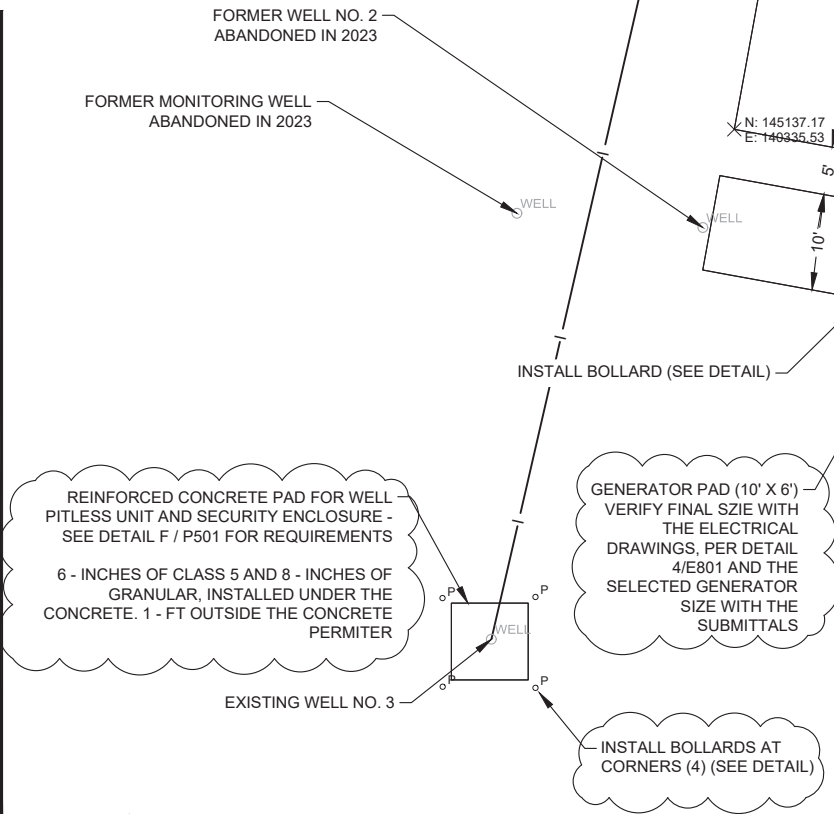 FORMER WELL NO. 2
ABANDONED IN 2023
FORMER MONITORING WELL
ABANDONED IN 2023
N: 145137.17
E: 140335.53
5'
WELL
WELL
10'
INSTALL BOLLARD (SEE DETAIL)
REINFORCED CONCRETE PAD FOR WELL
PITLESS UNIT AND SECURITY ENCLOSURE -
SEE DETAIL F / P501 FOR REQUIREMENTS
6 - INCHES OF CLASS 5 AND 8 - INCHES OF
GRANULAR, INSTALLED UNDER THE
CONCRETE. 1 - FT OUTSIDE THE CONCRETE
PERMITER
GENERATOR PAD (10' X 6')
VERIFY FINAL SZIE WITH
THE ELECTRICAL
DRAWINGS, PER DETAIL
4/E801 AND THE
SELECTED GENERATOR
SIZE WITH THE
SUBMITTALS
P
P
WELL
P
P
EXISTING WELL NO. 3
INSTALL BOLLARDS AT
CORNERS (4) (SEE DETAIL)